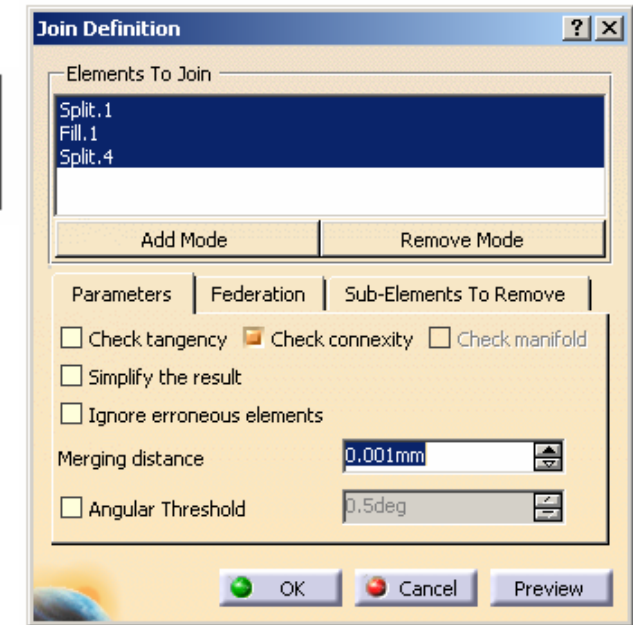 Join Definition
Elements To Join
Split.1
Fill.1
Split.4
Add Mode Remove Mode
Parameters Federation Sub-Elements To Remove
Check tangency Check connexity Check manifold
Simplify the result
Ignore erroneous elements
Merging distance 0.001mm
Angular Threshold 0.5deg
OK Cancel Preview